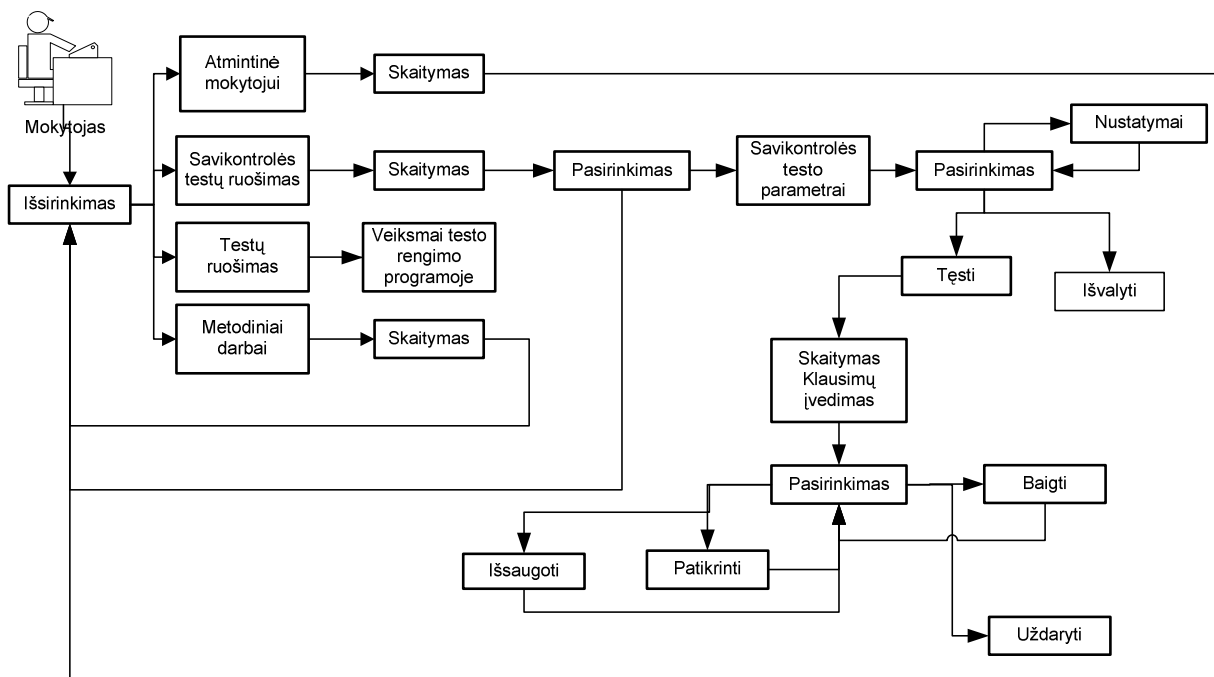 Mokytojas
Išsirinkimas
Atmintinė
mokytojui
Skaitymas
Savikontrolės
testų ruošimas
Skaitymas
Pasirinkimas
Savikontrolės
testo
parametrai
Pasirinkimas
Nustatymai
Testų
ruošimas
Veiksmai testo
rengimo
programoje
Tęsti
Išvalyti
Metodiniai
darbai
Skaitymas
Skaitymas
Klausimų
įvedimas
Pasirinkimas
Baigti
Išsaugoti
Patikrinti
Uždaryti